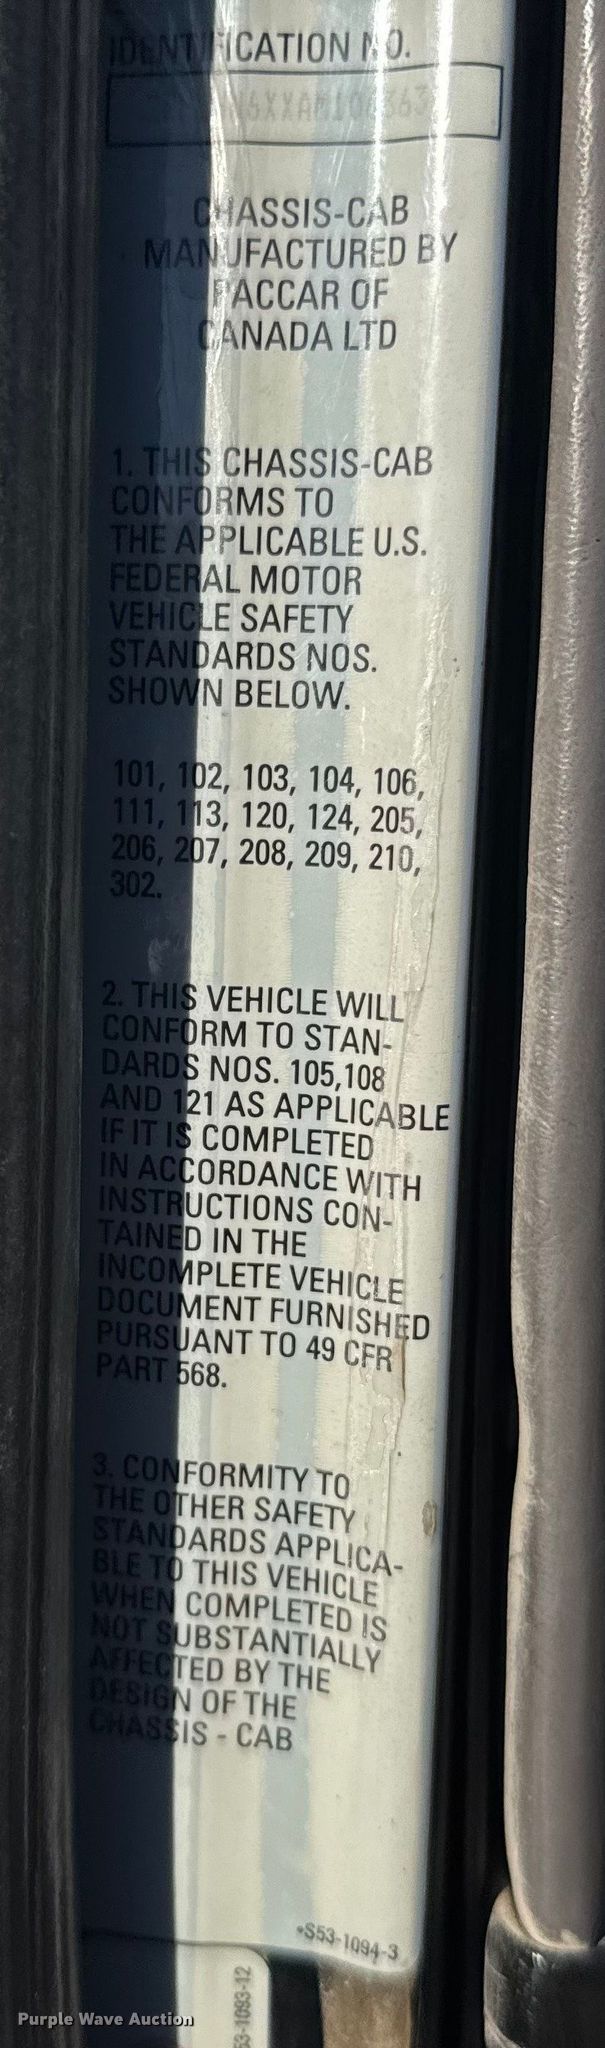 IDENTIFICATION NO.
CHASSIS-CAB
MANUFACTURED BY
PACCAR OF
CANADA LTD
1. THIS CHASSIS-CAB
CONFORMS TO
THE APPLICABLE U.S.
FEDERAL MOTOR
VEHICLE SAFETY
STANDARDS NOS.
SHOWN BELOW.
101, 102, 103, 104, 106,
111, 113, 120, 124, 205,
206, 207, 208, 209, 210,
302.
2. THIS VEHICLE WILL
CONFORM TO STAN-
DARDS NOS. 105,108
AND 121 AS APPLICABLE
IF IT IS COMPLETED
IN ACCORDANCE WITH
INSTRUCTIONS CON-
TAINED IN THE
INCOMPLETE VEHICLE
DOCUMENT FURNISHED
PURSUANT TO 49 CFR
PART 568.
3. CONFORMITY TO
THE OTHER SAFETY
STANDARDS APPLICA-
BLE TO THIS VEHICLE
WHEN COMPLETED IS
NOT SUBSTANTIALLY
AFFECTED BY THE
DESIGN OF THE
CHASSIS - CAB
•S53-1094-3
53-1093-12
Purple Wave Auction